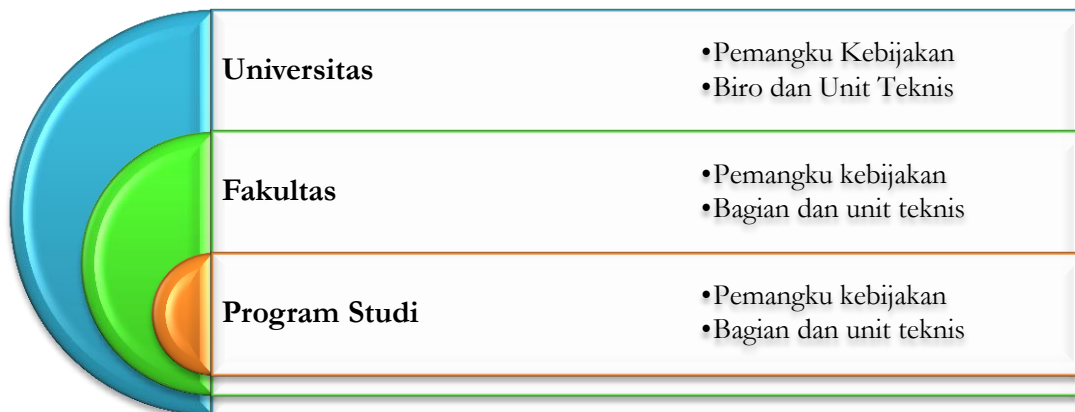 Universitas
•Pemangku Kebijakan
•Biro dan Unit Teknis
Fakultas
•Pemangku kebijakan
•Bagian dan unit teknis
Program Studi
•Pemangku kebijakan
•Bagian dan unit teknis